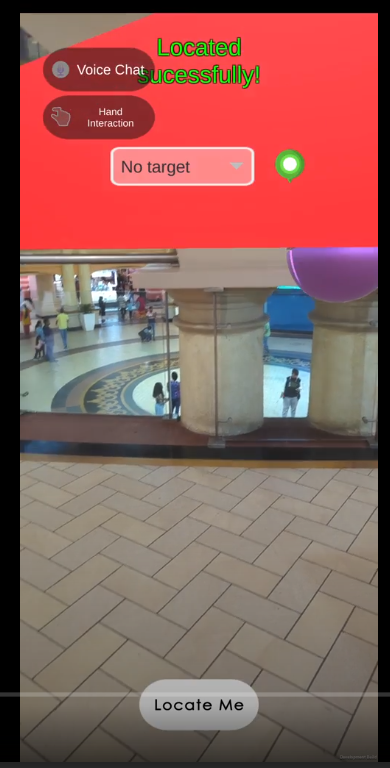 Located
sucessfully!
Voice Chat
Hand
Interaction
No target
Locate Me